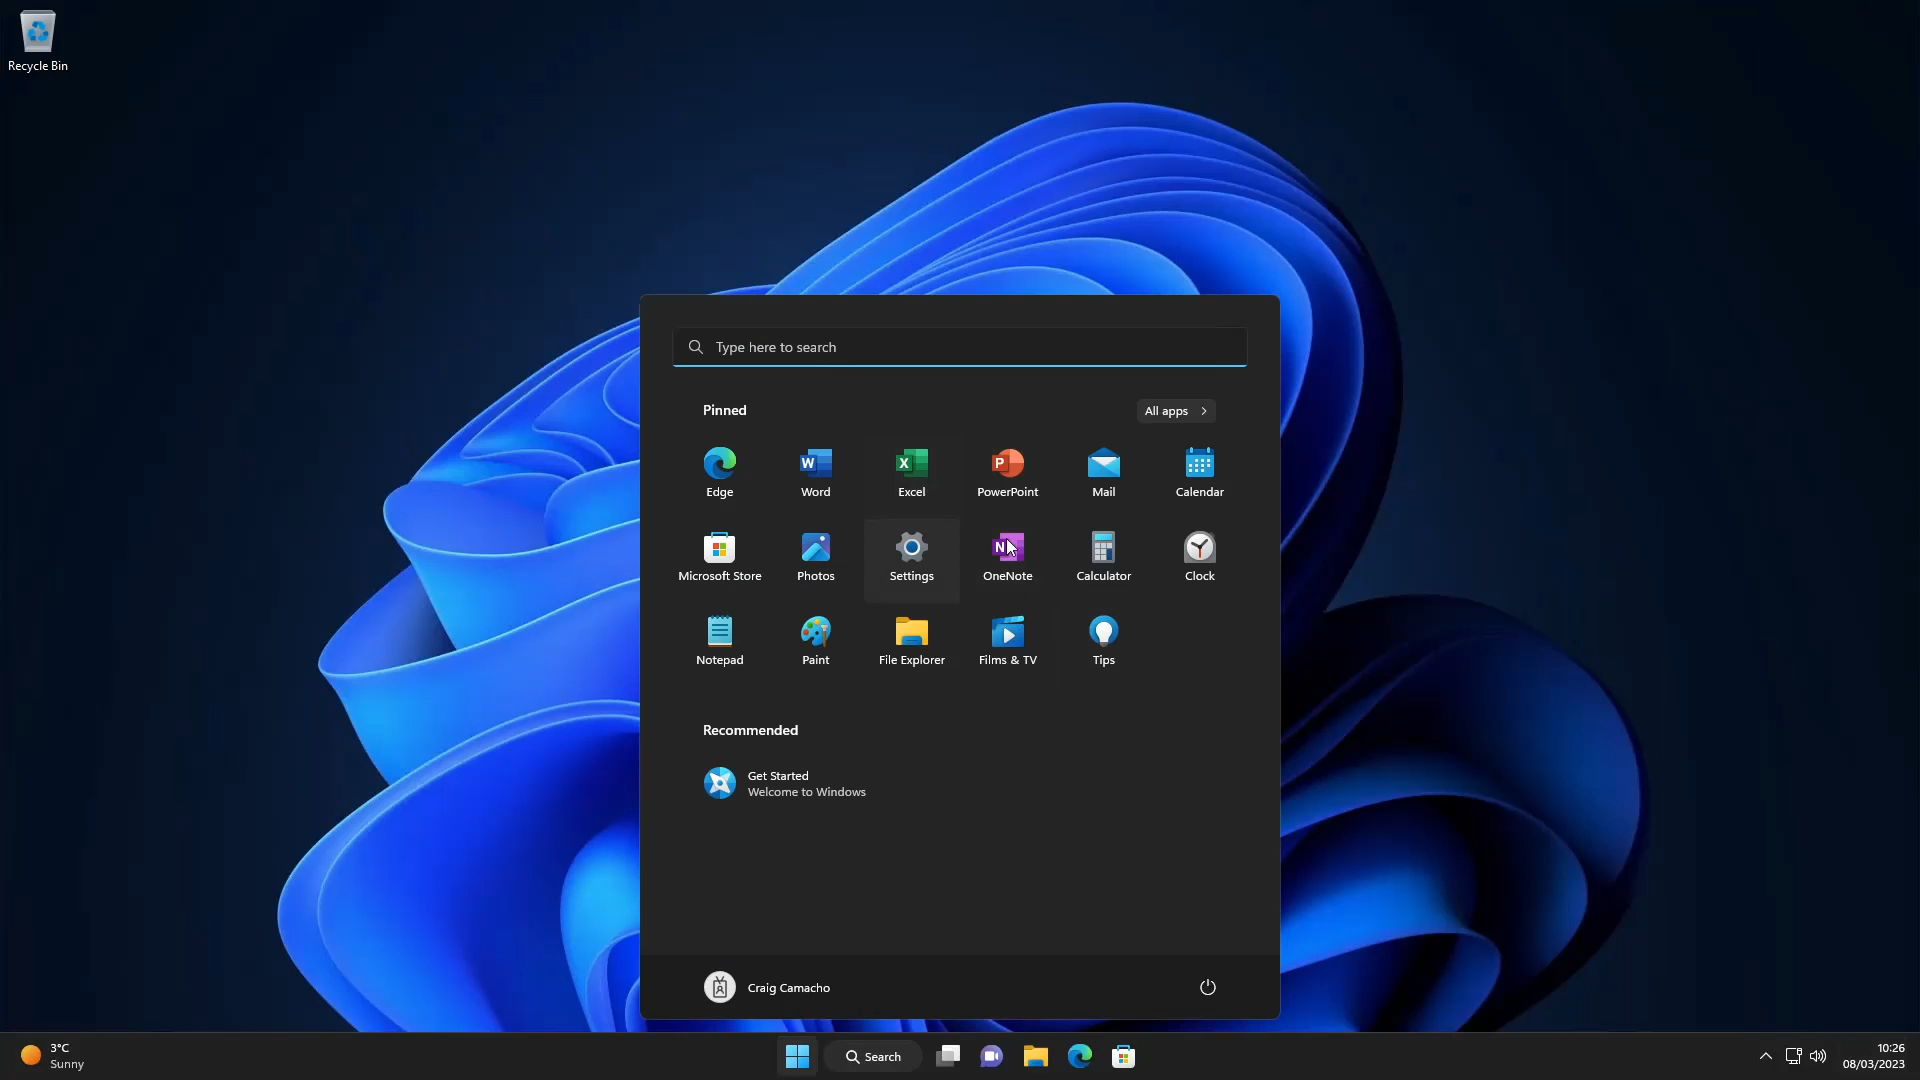 Recycle Bin
Type here to search
Pinned
All apps
Edge
Word
Excel
PowerPoint
Mail
Calendar
Microsoft Store
Photos
Settings
OneNote
Calculator
Clock
Notepad
Paint
File Explorer
Films & TV
Tips
Recommended
Get Started
Welcome to Windows
Craig Camacho
3°C
Sunny
Search
10:26
08/03/2023